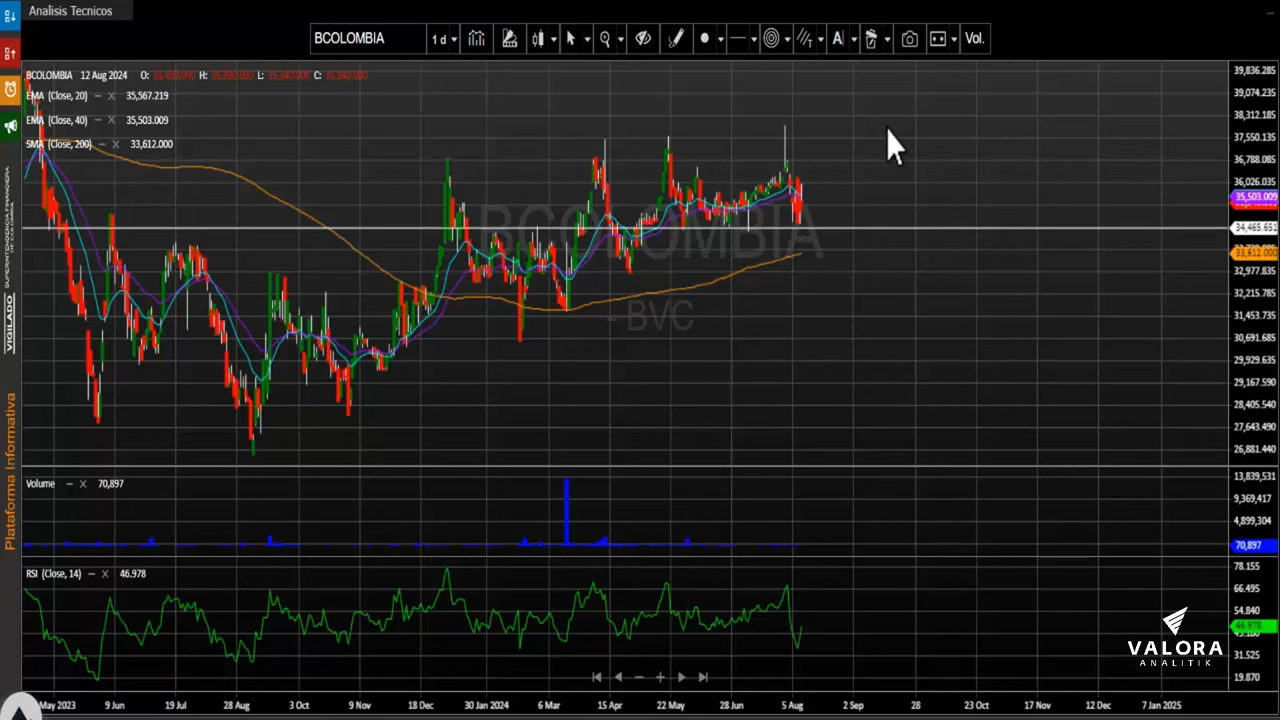 Analisis Tecnicos
BCOLOMBIA 1 d A Vol.
BCOLOMBIA 12 Aug 2024 O: H: L: C:
EMA (Close, 20) − X 35,567.219
EMA (Close, 40) − X 35,503.009
SMA (Close, 200) − X 33,612.000
BCOLOMBIA
- BVC
39,836.285
39,074.235
38,312.185
37,550.135
36,788.085
36,026.035
35,503.009
34,465.551
33,612.000
32,977.835
32,215.785
31,453.735
30,691.685
29,929.635
29,167.590
28,405.540
27,643.490
26,881.440
Volume − X 70,897
13,839,531
9,369,417
4,899,304
70,897
RSI (Close, 14) − X 46.978
78.155
66.495
54.840
46.978
31.525
19.870
May 2023 9 Jun 19 Jul 28 Aug 3 Oct 9 Nov 18 Dec 30 Jan 2024 6 Mar 15 Apr 22 May 28 Jun 5 Aug 2 Sep 28 23 Oct 17 Nov 12 Dec 7 Jan 2025
VALORA
ANALITIK
VIGILADO
SUPERINTENDENCIA FINANCIERA
DE COLOMBIA
Plataforma Informativa